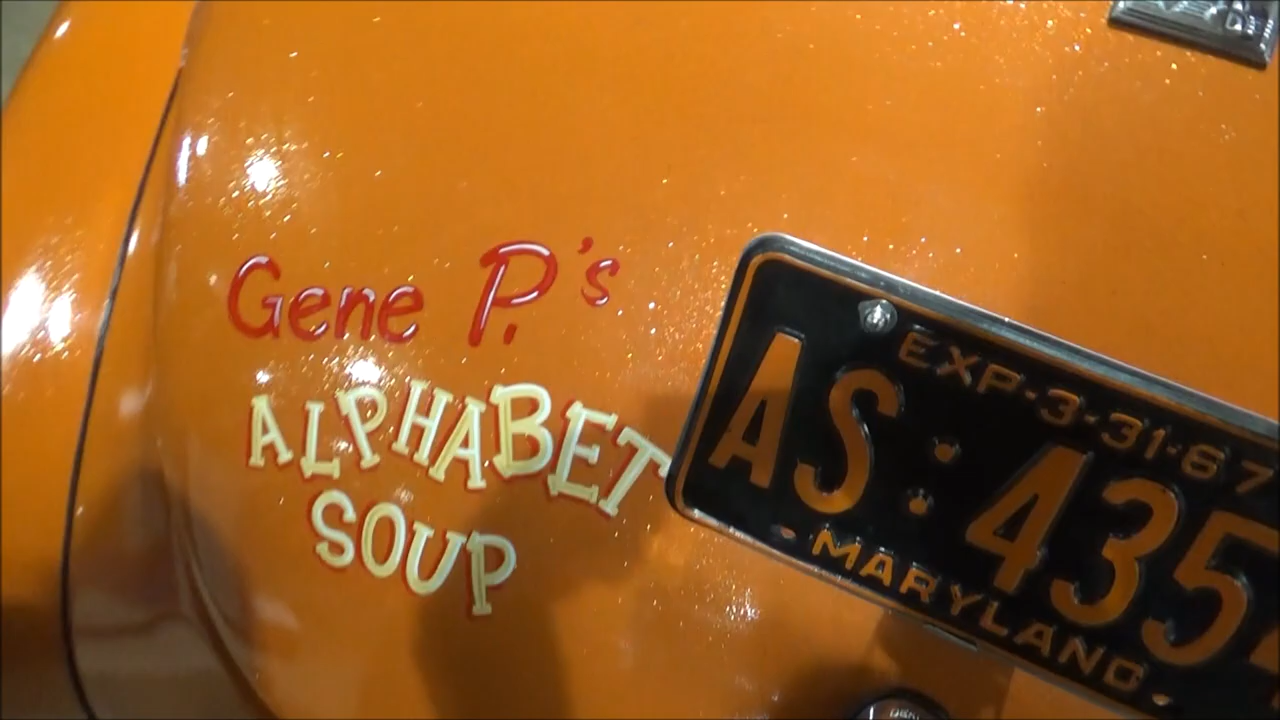 Gene P.'s
ALPHABET
SOUP
EXP-3-31-67
AS:435
MARYLAND